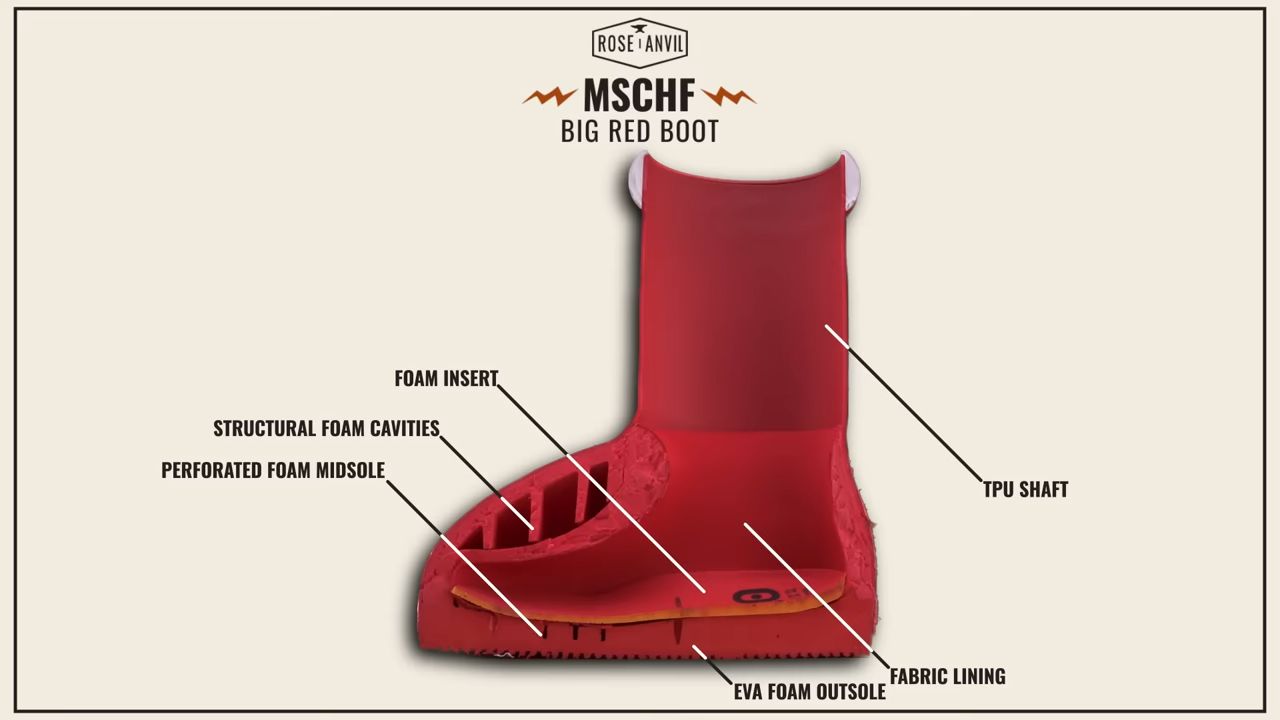 ROSE ANVIL
MSCHF
BIG RED BOOT
FOAM INSERT
STRUCTURAL FOAM CAVITIES
PERFORATED FOAM MIDSOLE
TPU SHAFT
FABRIC LINING
EVA FOAM OUTSOLE